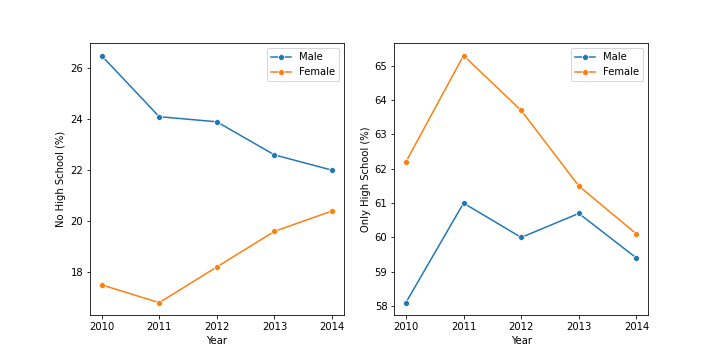 No High School (%)
26
24
22
20
18
Male
Female
2010 2011 2012 2013 2014
Year
Only High School (%)
65
64
63
62
61
60
59
58
Male
Female
2010 2011 2012 2013 2014
Year